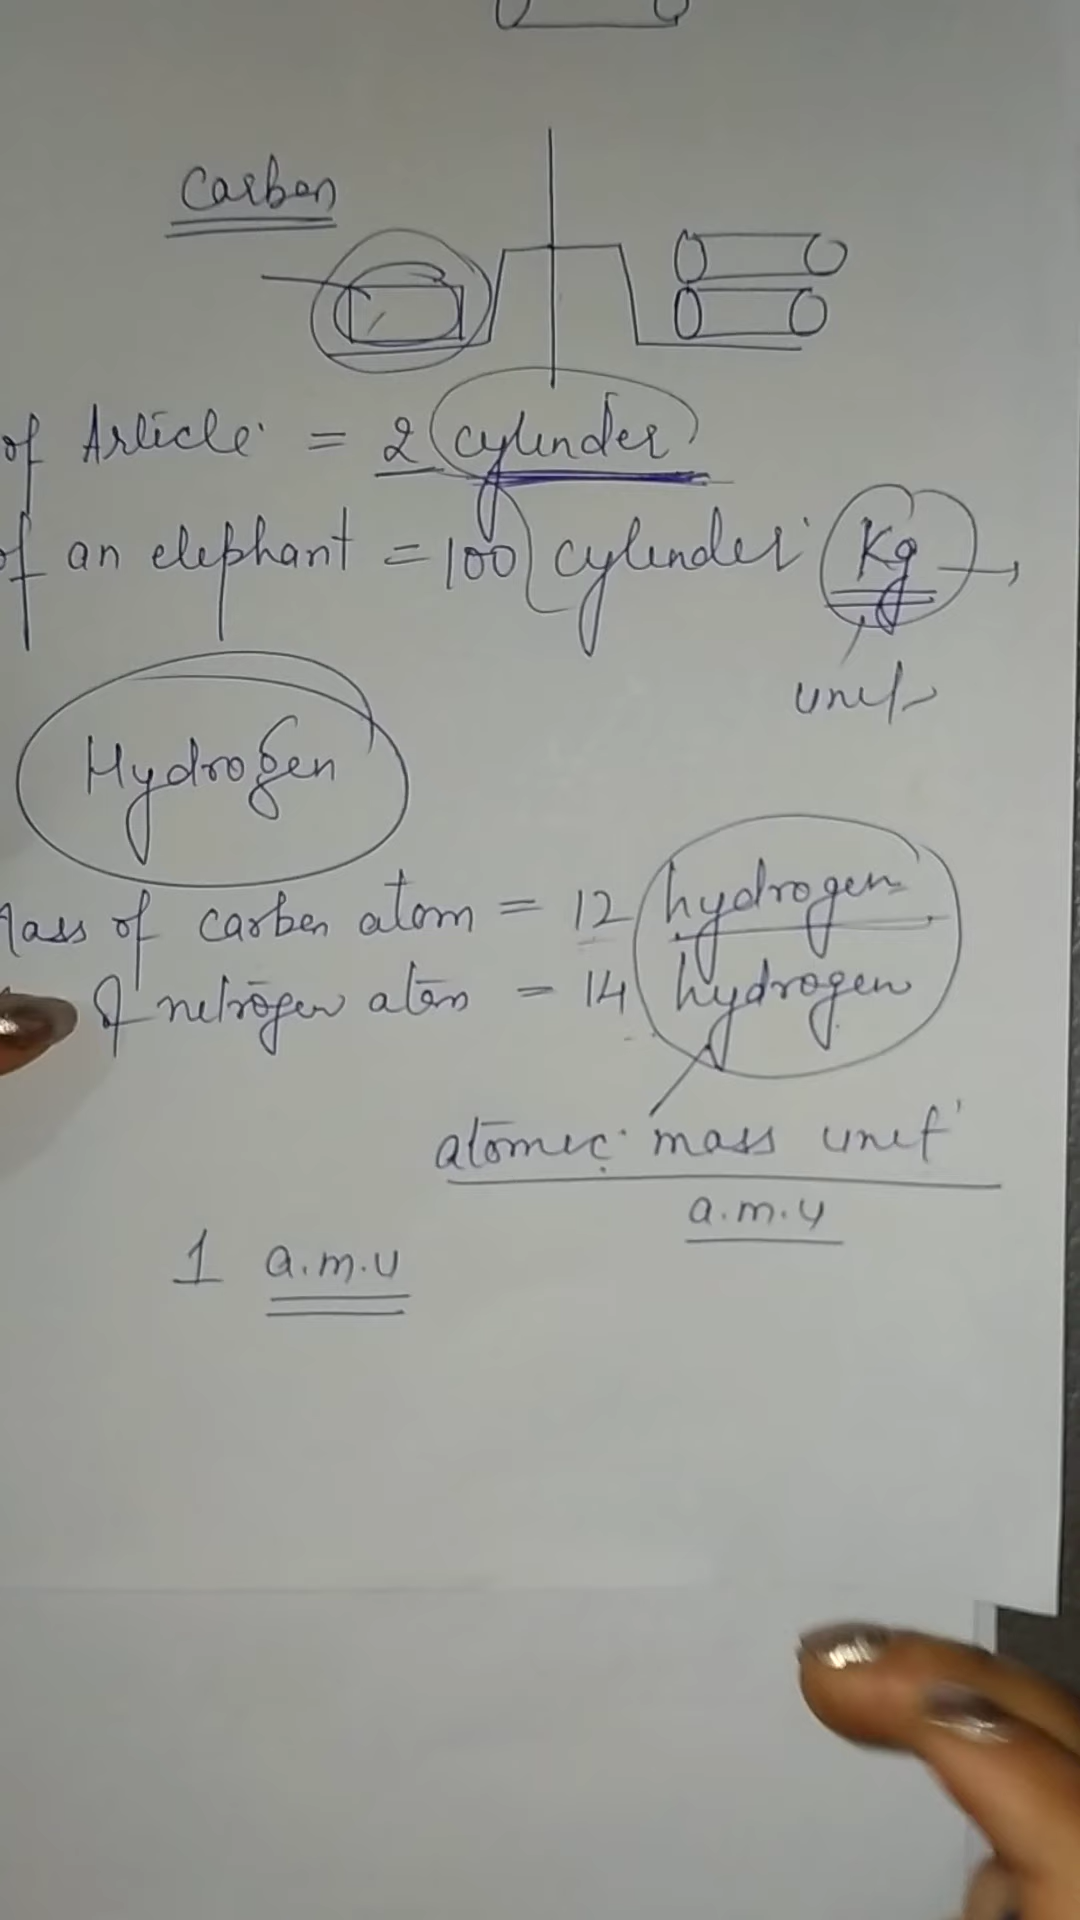 Carbon
of Article = 2 cylinder
of an elephant = 100 cylinder Kg
unit
Hydrogen
Mass of carbon atom = 12 hydrogen
of nitrogen atom = 14 hydrogen
atomic mass unit
a.m.u
1 a.m.u